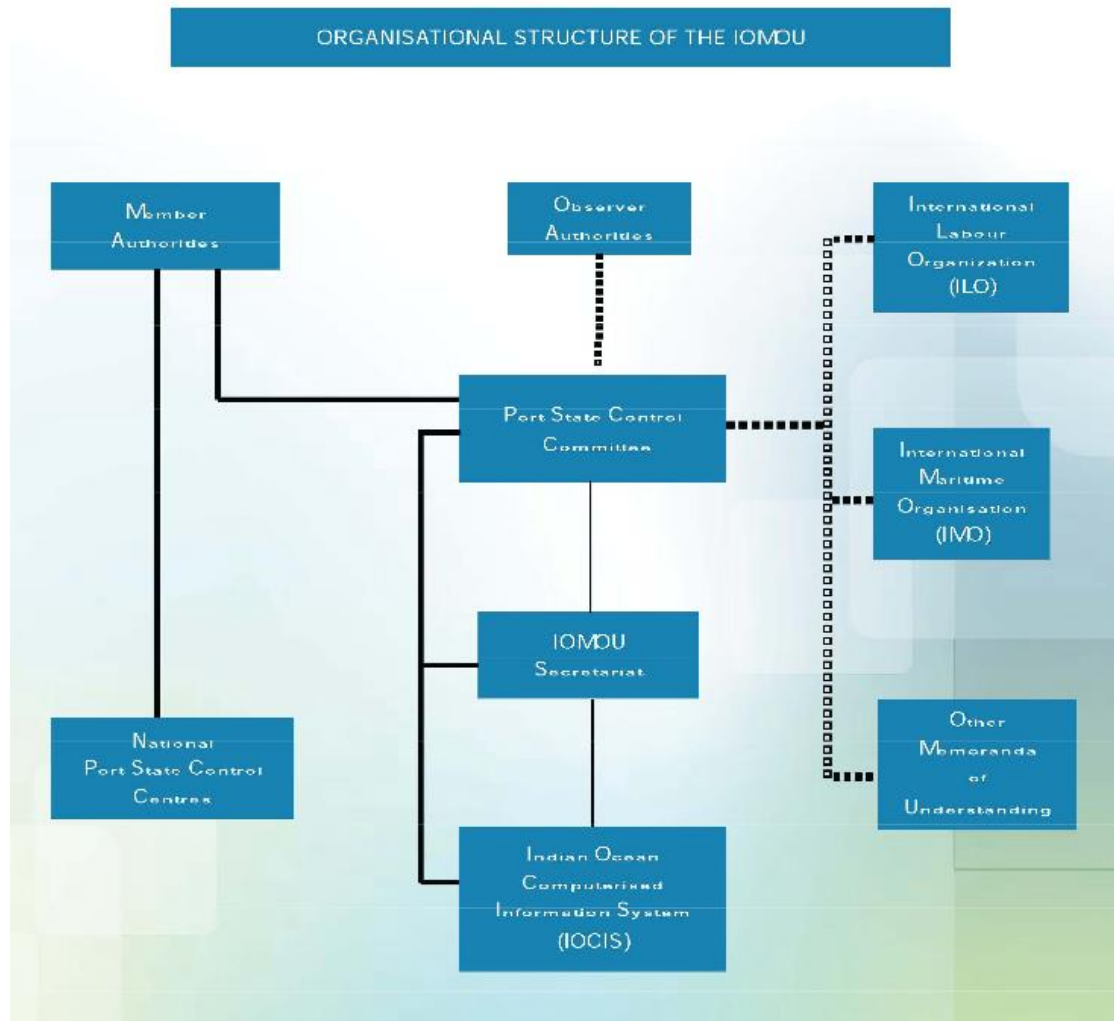 ORGANISATIONAL STRUCTURE OF THE IOMOU
Member
Authorities
Observer
Authorities
International
Labour
Organization
(ILO)
Port State Control
Committee
International
Maritime
Organisation
(IMO)
IOMOU
Secretariat
National
Port State Control
Centres
Other
Memoranda
of
Understanding
Indian Ocean
Computerised
Information System
(IOCIS)